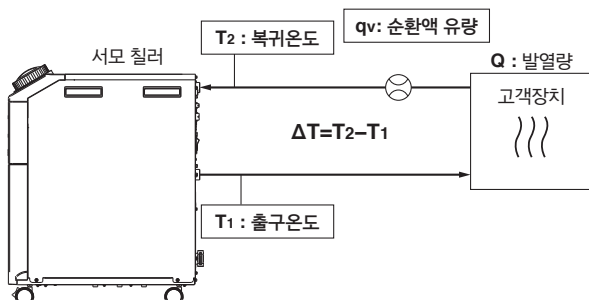 qv: 순환액 유량
T2 : 복귀온도
서모 칠러
Q : 발열량
고객장치
ΔT=T2–T1
T1 : 출구온도